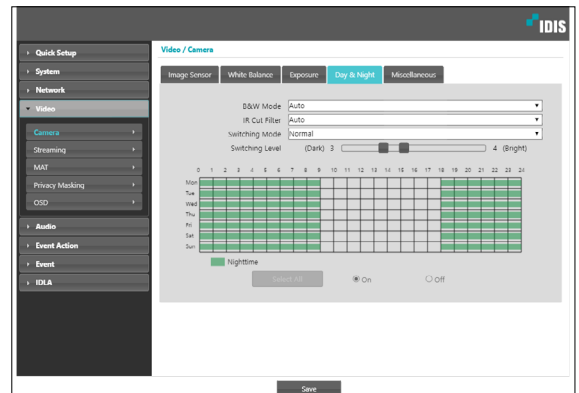 IDIS
Quick Setup
System
Network
Video
Camera
Streaming
MAT
Privacy Masking
OSD
Audio
Event Action
Event
IDLA
Video / Camera
Image Sensor White Balance Exposure Day & Night Miscellaneous
B&W Mode Auto
IR Cut Filter Auto
Switching Mode Normal
Switching Level (Dark) 3 4 (Bright)
0 1 2 3 4 5 6 7 8 9 10 11 12 13 14 15 16 17 18 19 20 21 22 23 24
Mon
Tue
Wed
Thu
Fri
Sat
Sun
Nighttime
Select All On Off
Save